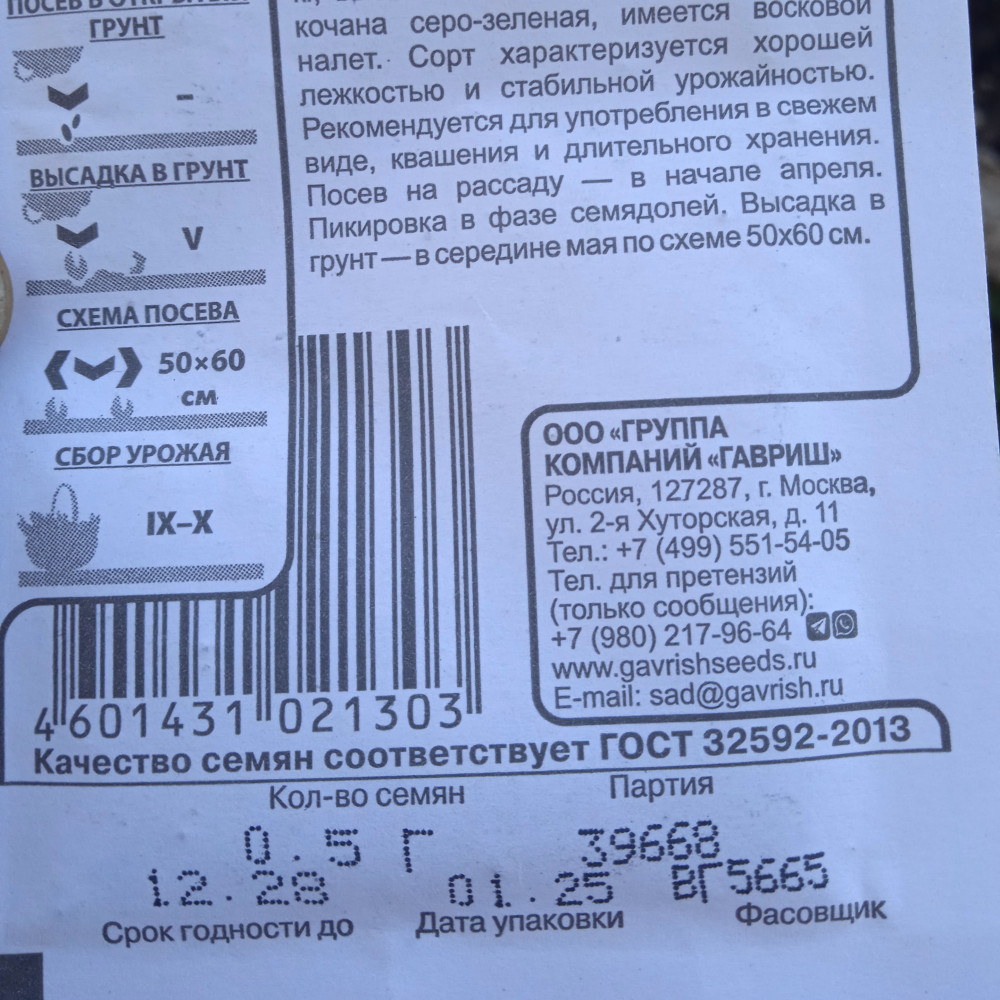 ПОСЕВ В ОТКРЫТЫЙ
ГРУНТ
–
ВЫСАДКА В ГРУНТ
V
СХЕМА ПОСЕВА
50×60
см
СБОР УРОЖАЯ
IX–X
кочана серо-зеленая, имеется восковой
налет. Сорт характеризуется хорошей
лежкостью и стабильной урожайностью.
Рекомендуется для употребления в свежем
виде, квашения и длительного хранения.
Посев на рассаду — в начале апреля.
Пикировка в фазе семядолей. Высадка в
грунт — в середине мая по схеме 50х60 см.
ООО «ГРУППА
КОМПАНИЙ «ГАВРИШ»
Россия, 127287, г. Москва,
ул. 2-я Хуторская, д. 11
Тел.: +7 (499) 551-54-05
Тел. для претензий
(только сообщения):
+7 (980) 217-96-64
www.gavrishseeds.ru
E-mail: sad@gavrish.ru
4 601431 021303
Качество семян соответствует ГОСТ 32592-2013
Кол-во семян Партия
0.5 Г 39668
12.28 01.25 ВГ5665
Срок годности до Дата упаковки Фасовщик